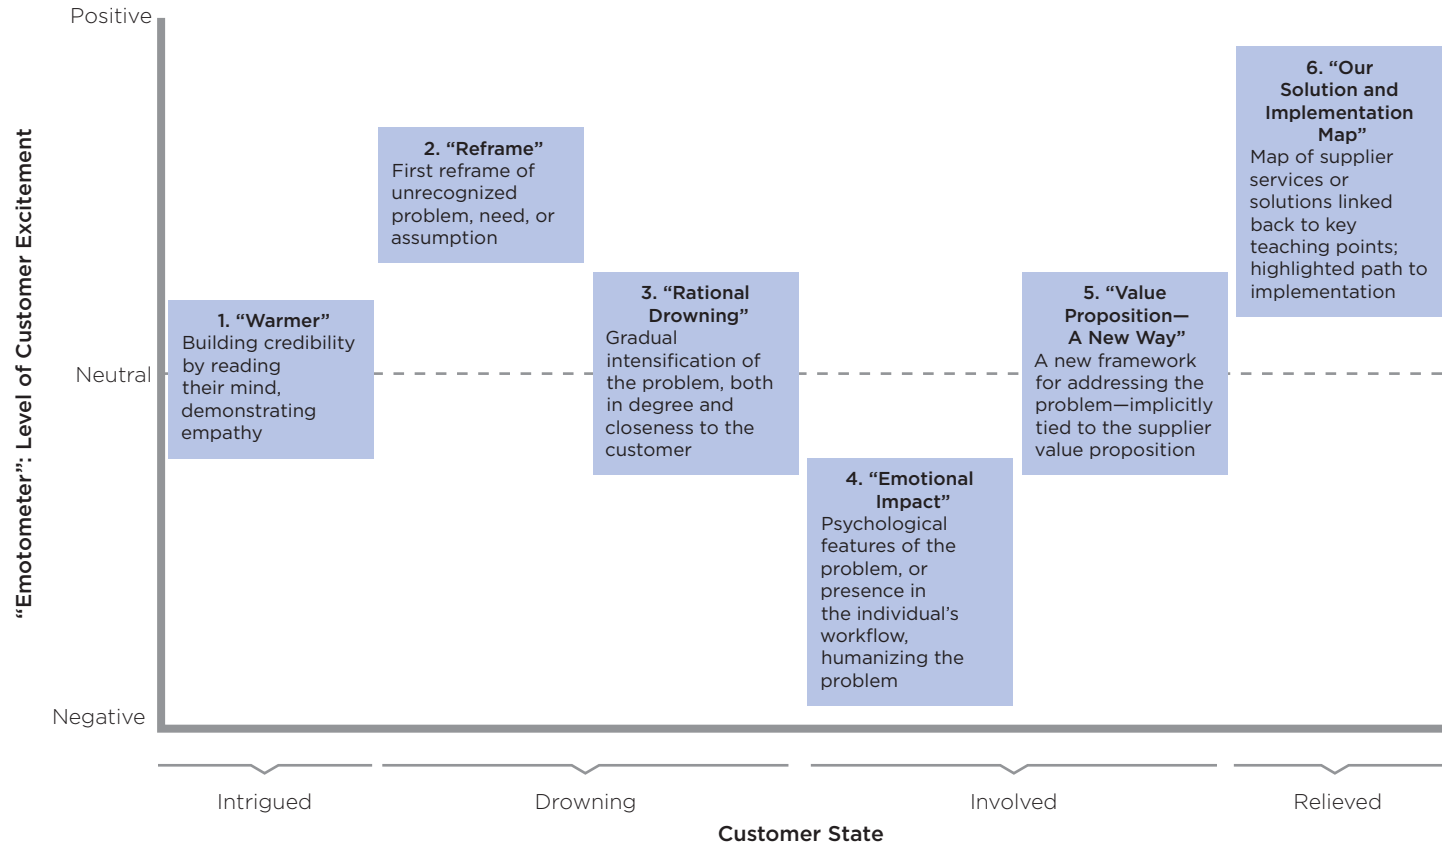 Positive
Neutral
Negative
“Emotometer”: Level of Customer Excitement
1. “Warmer”
Building credibility
by reading
their mind,
demonstrating
empathy
2. “Reframe”
First reframe of
unrecognized
problem, need, or
assumption
3. “Rational
Drowning”
Gradual
intensification of
the problem, both
in degree and
closeness to the
customer
4. “Emotional
Impact”
Psychological
features of the
problem, or
presence in
the individual’s
workflow,
humanizing the
problem
5. “Value
Proposition—
A New Way”
A new framework
for addressing the
problem—implicitly
tied to the supplier
value proposition
6. “Our
Solution and
Implementation
Map”
Map of supplier
services or
solutions linked
back to key
teaching points;
highlighted path to
implementation
Intrigued
Drowning
Involved
Relieved
Customer State